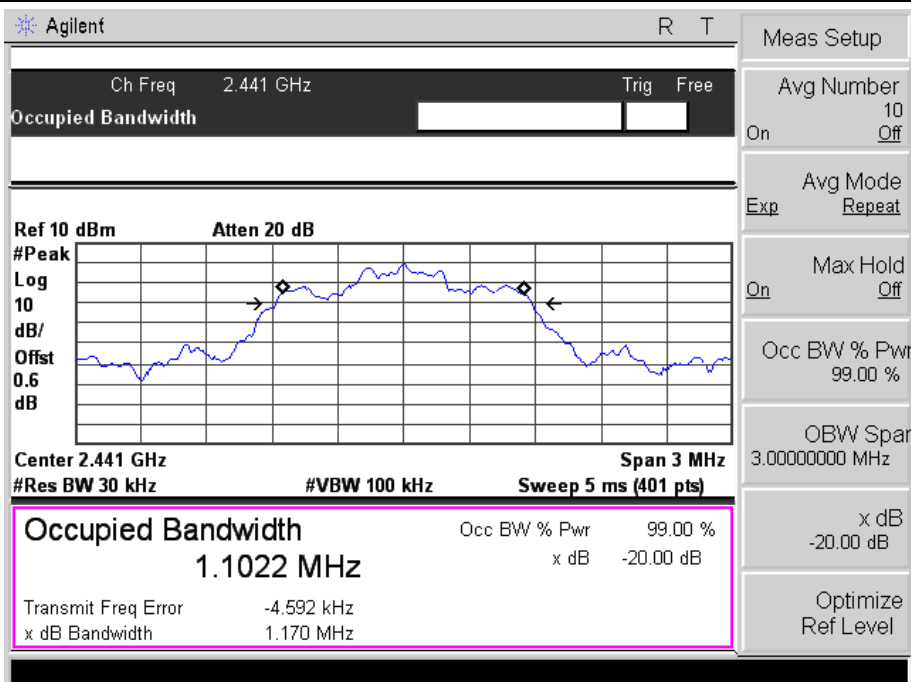 Agilent R T
Ch Freq 2.441 GHz Trig Free
Occupied Bandwidth
Ref 10 dBm Atten 20 dB
#Peak
Log
10
dB/
Offst
0.6
dB
Center 2.441 GHz Span 3 MHz
#Res BW 30 kHz #VBW 100 kHz Sweep 5 ms (401 pts)
Occupied Bandwidth
1.1022 MHz
Occ BW % Pwr 99.00 %
x dB -20.00 dB
Transmit Freq Error -4.592 kHz
x dB Bandwidth 1.170 MHz
Meas Setup
Avg Number
10
On Off
Avg Mode
Exp Repeat
Max Hold
On Off
Occ BW % Pwr
99.00 %
OBW Span
3.00000000 MHz
x dB
-20.00 dB
Optimize
Ref Level